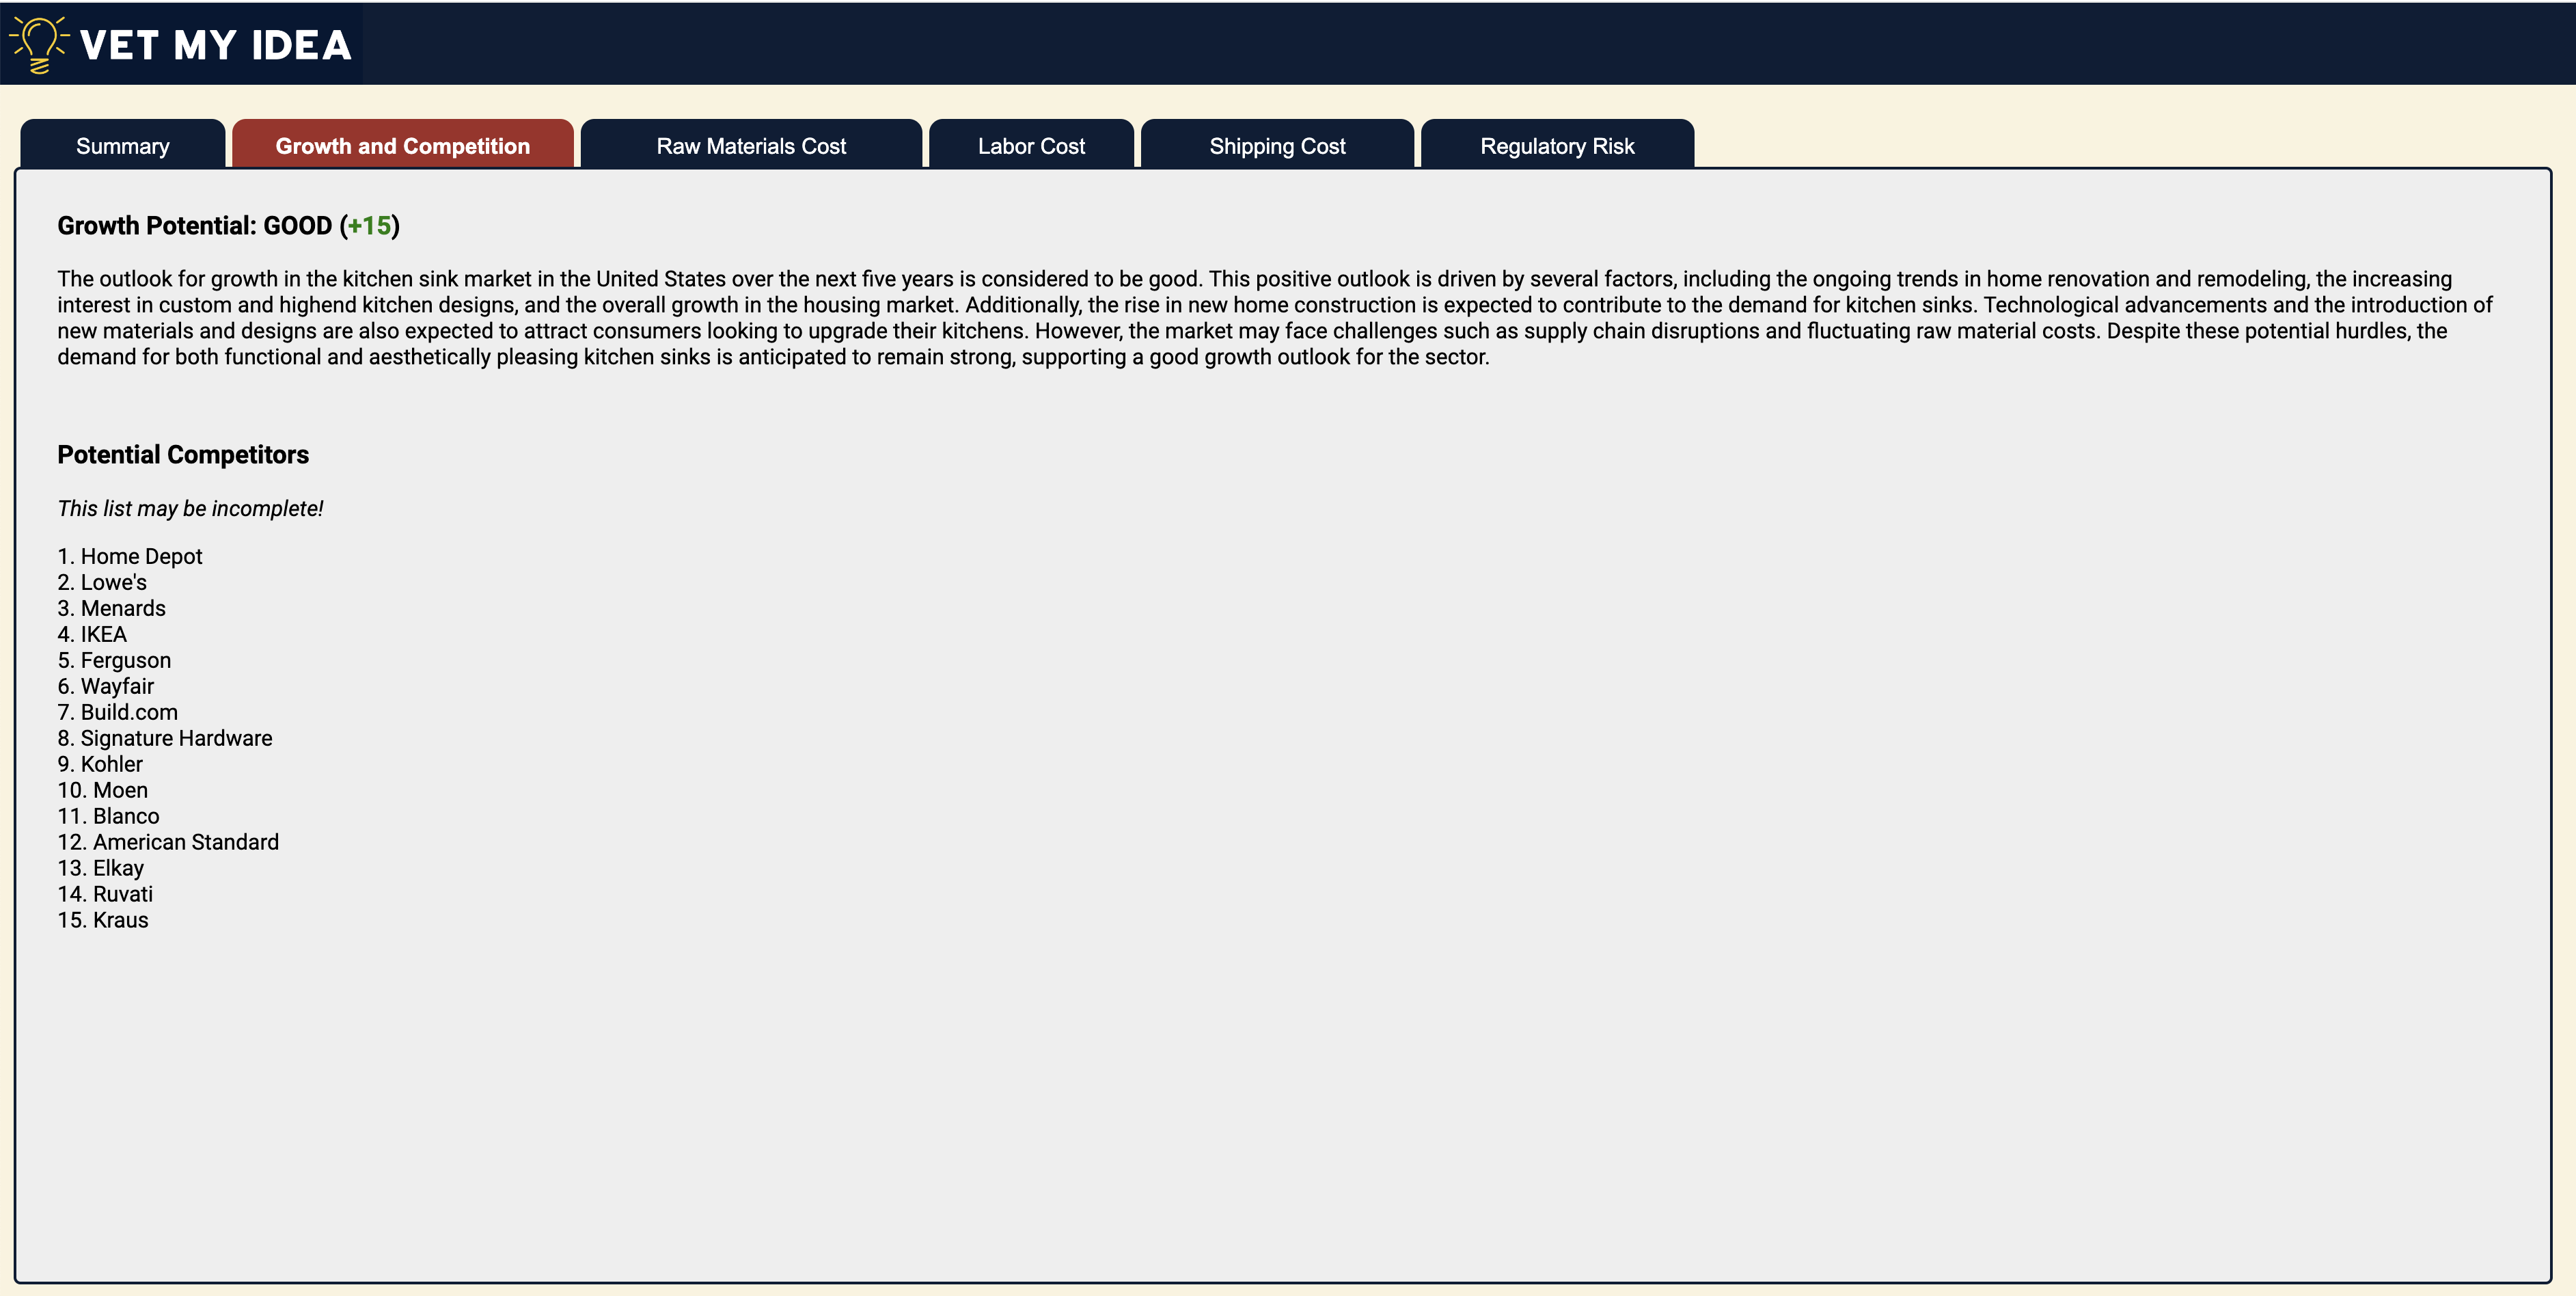 VET MY IDEA
Summary
Growth and Competition
Raw Materials Cost
Labor Cost
Shipping Cost
Regulatory Risk
Growth Potential: GOOD (+15)
The outlook for growth in the kitchen sink market in the United States over the next five years is considered to be good. This positive outlook is driven by several factors, including the ongoing trends in home renovation and remodeling, the increasing
interest in custom and highend kitchen designs, and the overall growth in the housing market. Additionally, the rise in new home construction is expected to contribute to the demand for kitchen sinks. Technological advancements and the introduction of
new materials and designs are also expected to attract consumers looking to upgrade their kitchens. However, the market may face challenges such as supply chain disruptions and fluctuating raw material costs. Despite these potential hurdles, the
demand for both functional and aesthetically pleasing kitchen sinks is anticipated to remain strong, supporting a good growth outlook for the sector.
Potential Competitors
This list may be incomplete!
1. Home Depot
2. Lowe's
3. Menards
4. IKEA
5. Ferguson
6. Wayfair
7. Build.com
8. Signature Hardware
9. Kohler
10. Moen
11. Blanco
12. American Standard
13. Elkay
14. Ruvati
15. Kraus